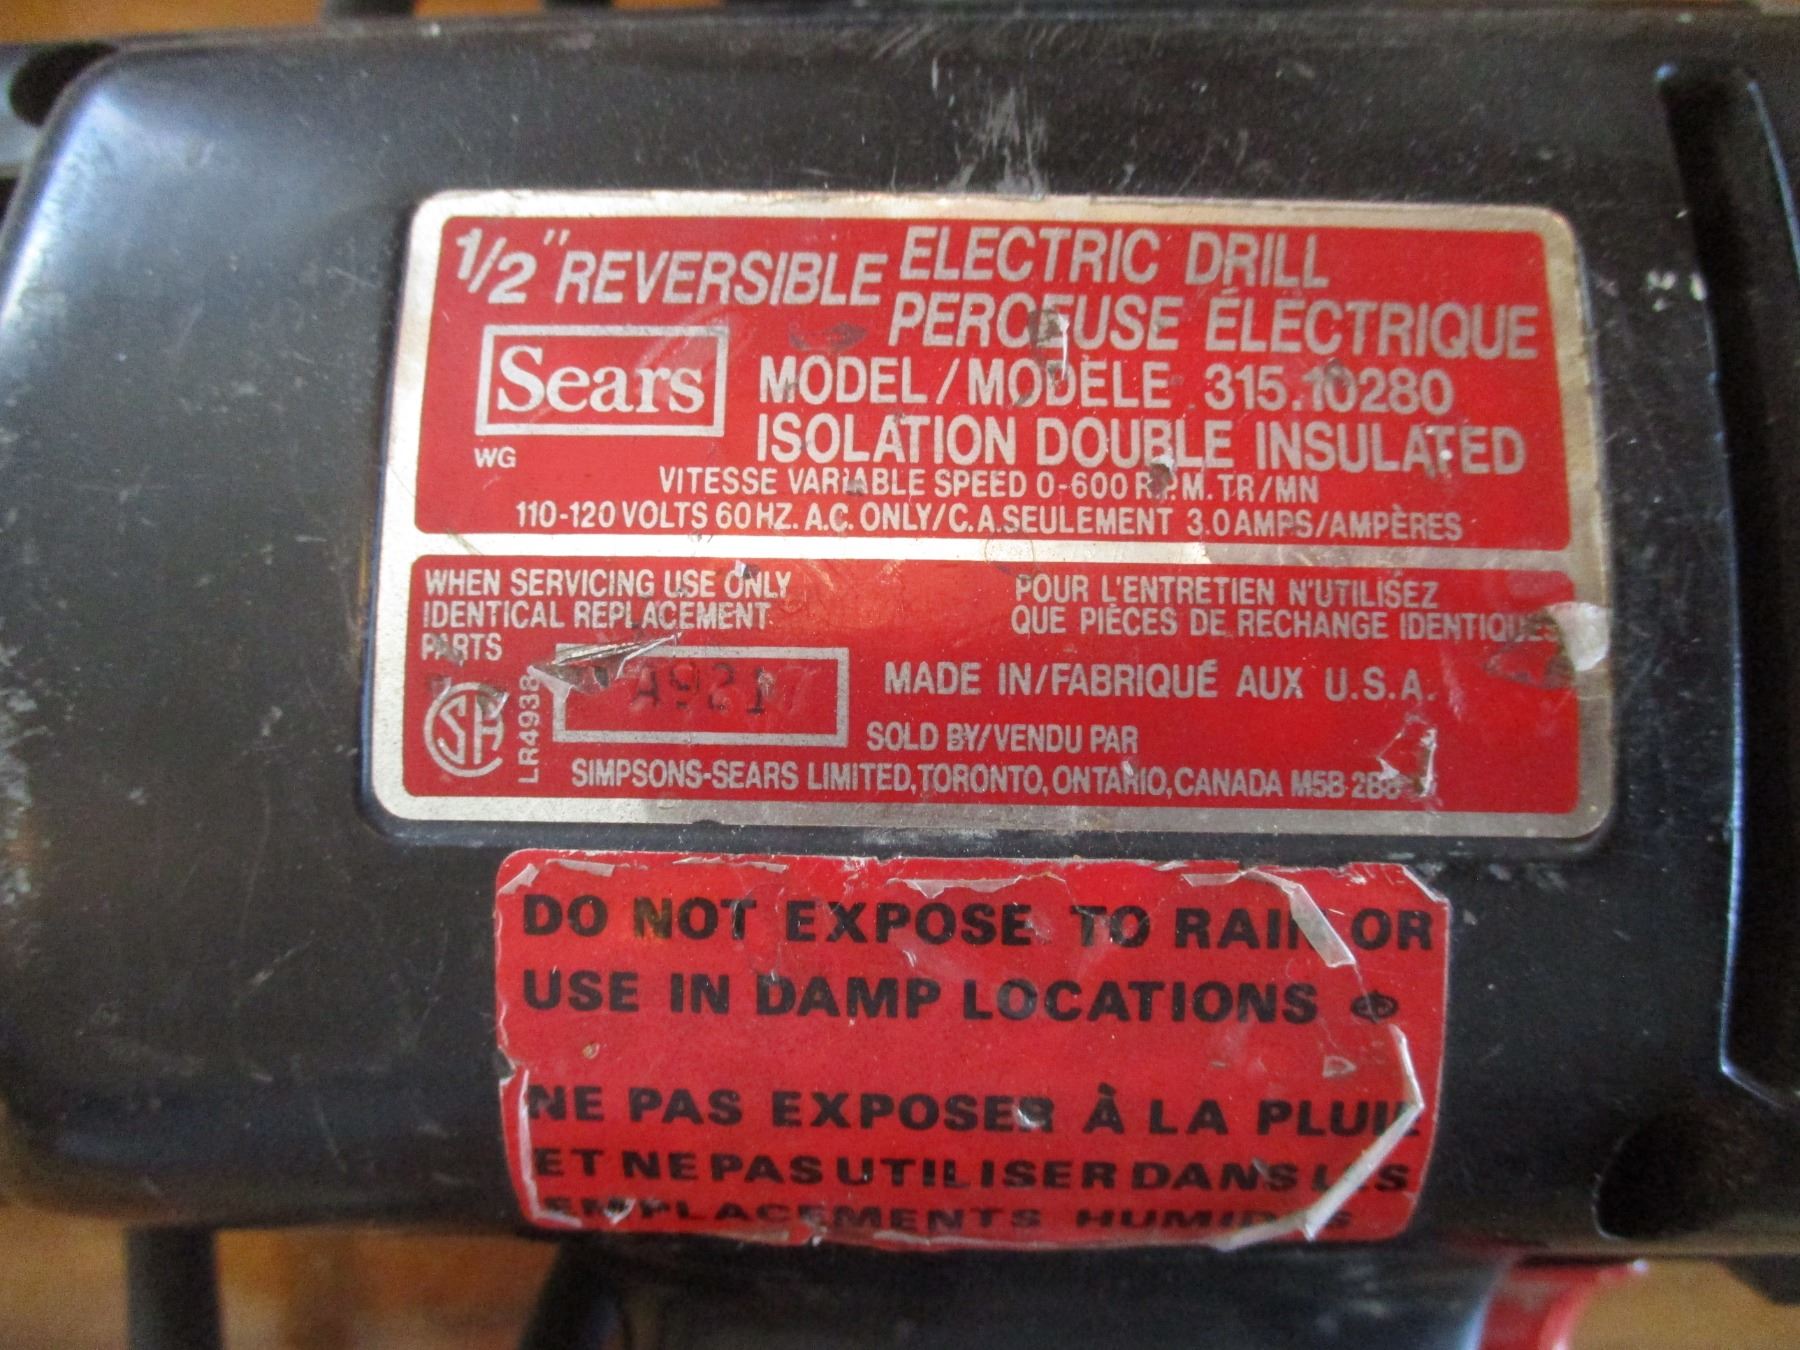 1/2" REVERSIBLE ELECTRIC DRILL
PERCEUSE ÉLECTRIQUE
Sears
MODEL/MODÈLE 315.10280
WG
ISOLATION DOUBLE INSULATED
VITESSE VARIABLE SPEED 0-600 R.P.M. TR/MN
110-120 VOLTS 60 HZ. A.C. ONLY/C.A. SEULEMENT 3.0 AMPS/AMPÈRES
WHEN SERVICING USE ONLY
IDENTICAL REPLACEMENT
PARTS
POUR L'ENTRETIEN N'UTILISEZ
QUE PIÈCES DE RECHANGE IDENTIQUES
LR4938
MADE IN/FABRIQUÉ AUX U.S.A.
SOLD BY/VENDU PAR
SIMPSONS-SEARS LIMITED, TORONTO, ONTARIO, CANADA M5B 2B8
DO NOT EXPOSE TO RAIN OR
USE IN DAMP LOCATIONS
NE PAS EXPOSER À LA PLUIE
ET NE PAS UTILISER DANS LES
EMPLACEMENTS HUMIDES